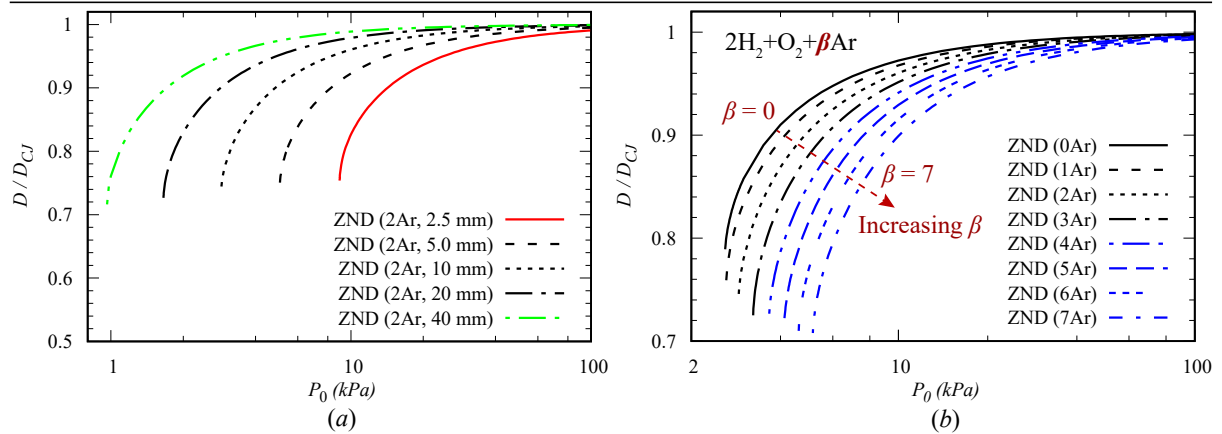 1
0.9
0.8
0.7
0.6
0.5
D / D_CJ
ZND (2Ar, 2.5 mm)
ZND (2Ar, 5.0 mm)
ZND (2Ar, 10 mm)
ZND (2Ar, 20 mm)
ZND (2Ar, 40 mm)
1 10 100
P₀ (kPa)
(a)
1
0.9
0.8
0.7
D / D_CJ
2H₂+O₂+βAr
β = 0
β = 7
Increasing β
ZND (0Ar)
ZND (1Ar)
ZND (2Ar)
ZND (3Ar)
ZND (4Ar)
ZND (5Ar)
ZND (6Ar)
ZND (7Ar)
2 10 100
P₀ (kPa)
(b)